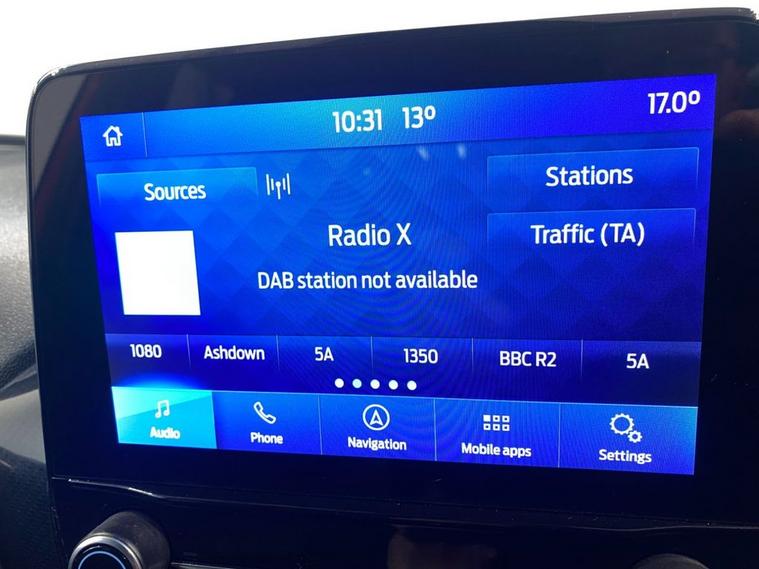 10:31 13º 17.0º
Sources Stations
Radio X Traffic (TA)
DAB station not available
1080 Ashdown 5A 1350 BBC R2 5A
Audio Phone Navigation Mobile apps Settings